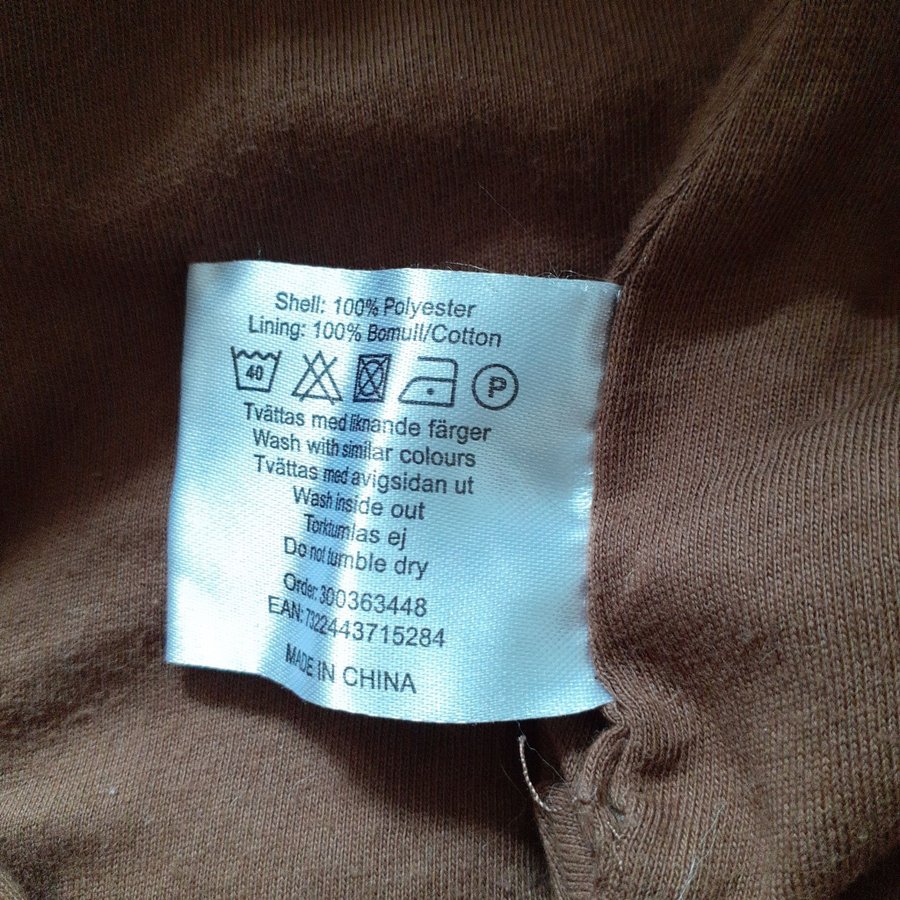 Shell: 100% Polyester
Lining: 100% Bomull/Cotton
40 P
Tvättas med liknande färger
Wash with similar colours
Tvättas med avigsidan ut
Wash inside out
Torktumlas ej
Do not tumble dry
Order: 300363448
EAN: 7322443715284
MADE IN CHINA